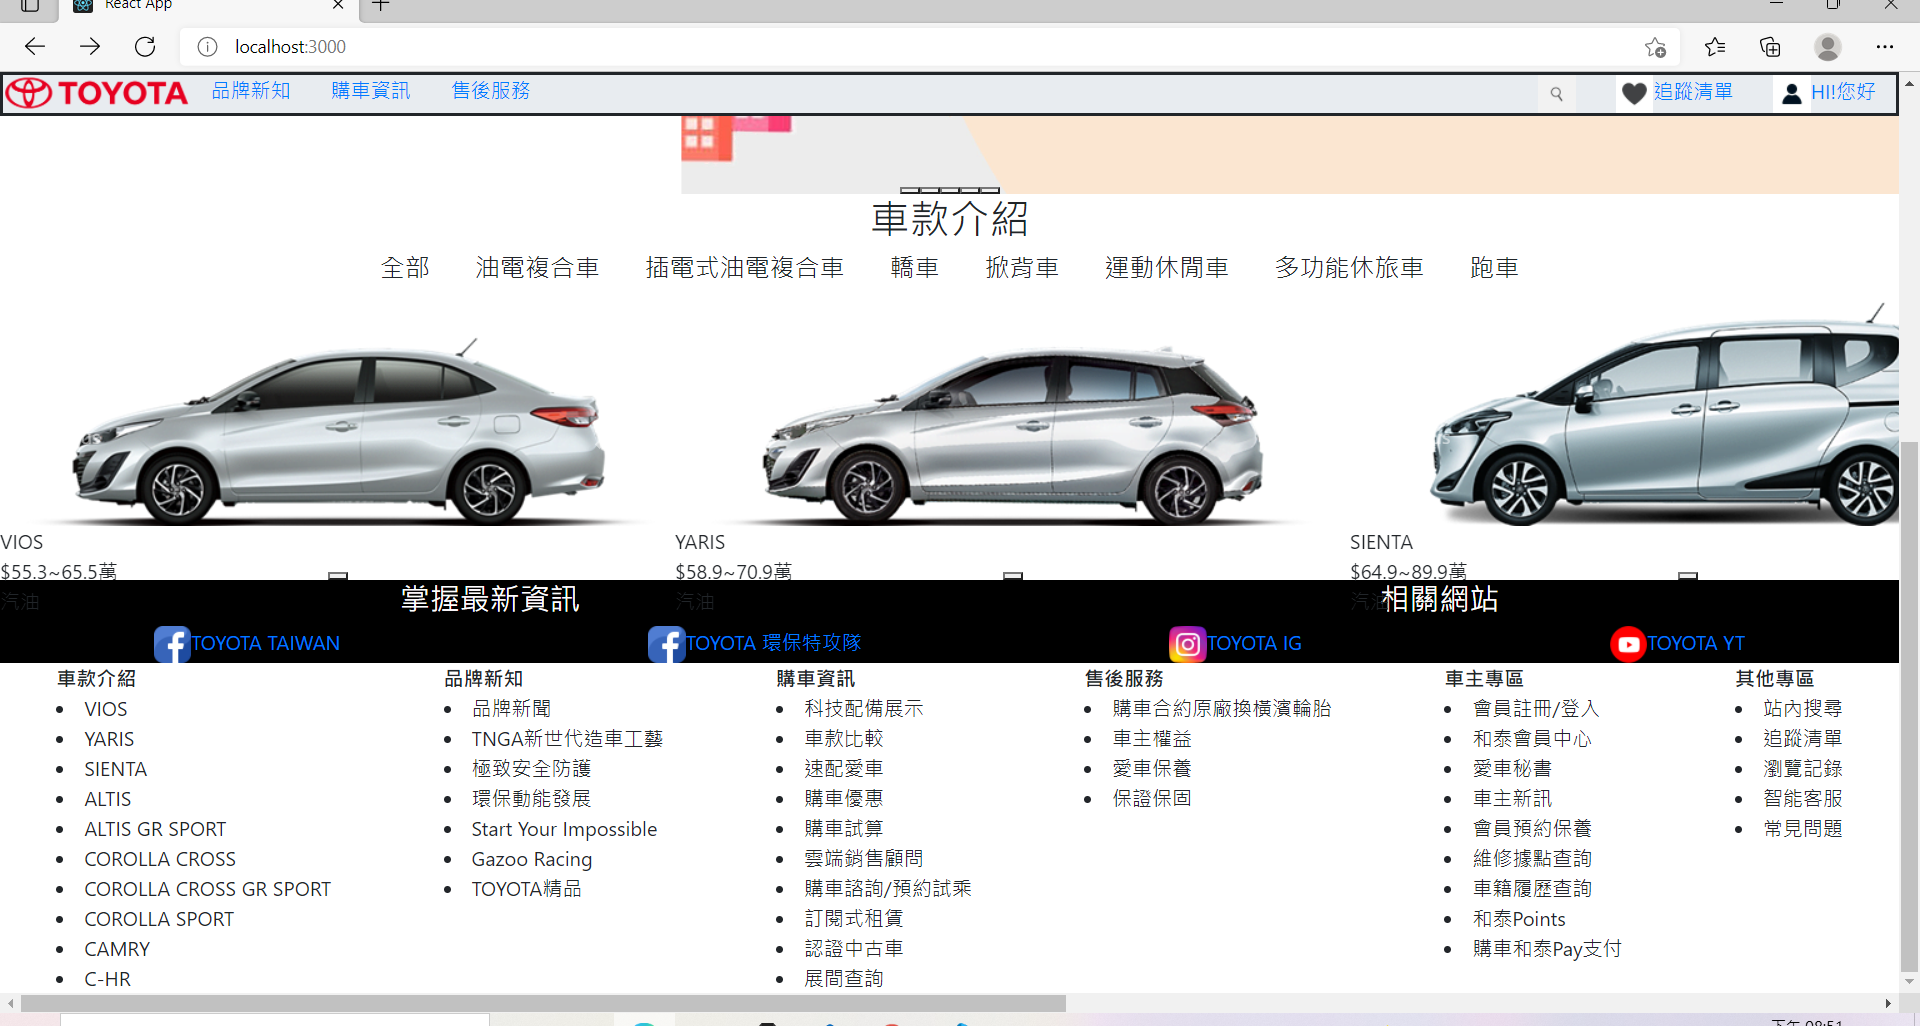 React App
localhost:3000
TOYOTA 品牌新知 購車資訊 售後服務 追蹤清單 HI!您好
車款介紹
全部 油電複合車 插電式油電複合車 轎車 掀背車 運動休閒車 多功能休旅車 跑車
VIOS YARIS SIENTA
$55.3~65.5萬 $58.9~70.9萬 $64.9~89.9萬
汽油 掌握最新資訊 汽油 汽油 相關網站
TOYOTA TAIWAN TOYOTA 環保特攻隊 TOYOTA IG TOYOTA YT
車款介紹
VIOS
YARIS
SIENTA
ALTIS
ALTIS GR SPORT
COROLLA CROSS
COROLLA CROSS GR SPORT
COROLLA SPORT
CAMRY
C-HR
品牌新知
品牌新聞
TNGA新世代造車工藝
極致安全防護
環保動能發展
Start Your Impossible
Gazoo Racing
TOYOTA精品
購車資訊
科技配備展示
車款比較
速配愛車
購車優惠
購車試算
雲端銷售顧問
購車諮詢/預約試乘
訂閱式租賃
認證中古車
展間查詢
售後服務
購車合約原廠換橫濱輪胎
車主權益
愛車保養
保證保固
車主專區
會員註冊/登入
和泰會員中心
愛車秘書
車主新訊
會員預約保養
維修據點查詢
車籍履歷查詢
和泰Points
購車和泰Pay支付
其他專區
站內搜尋
追蹤清單
瀏覽記錄
智能客服
常見問題
下午 08:51